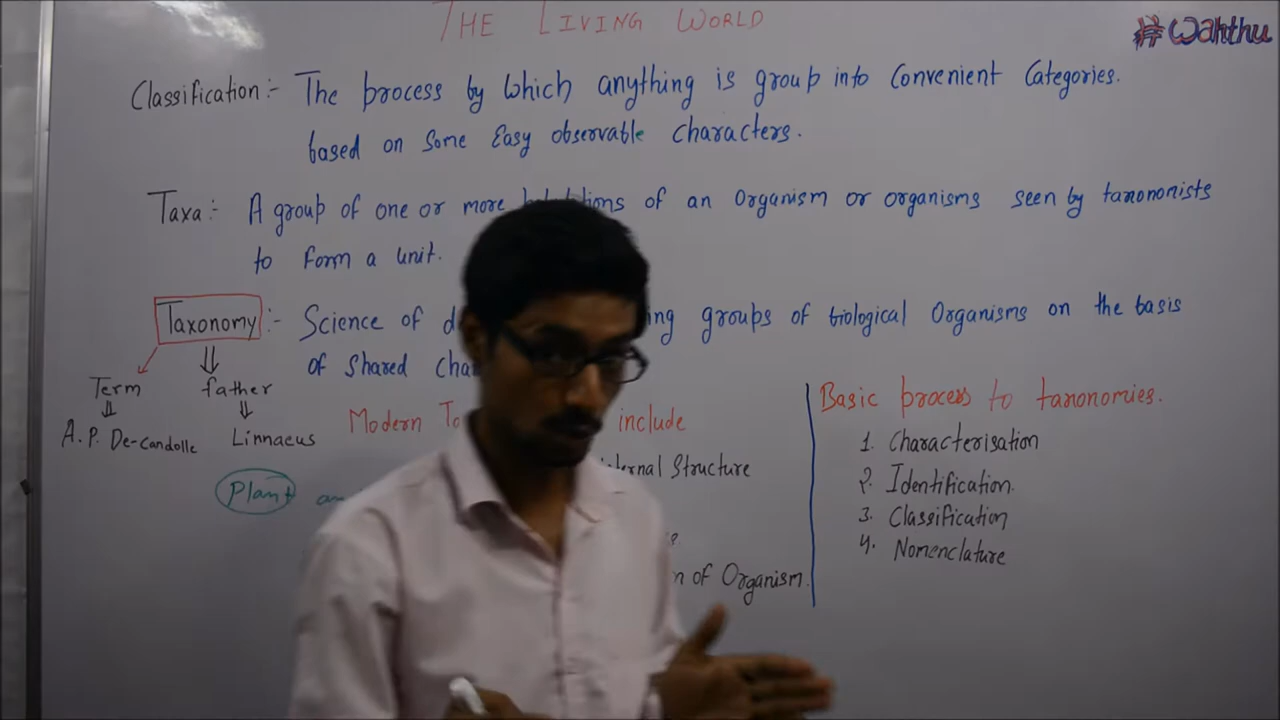 THE LIVING WORLD
#Wahthu
Classification :- The process by which anything is group into Convenient Categories.
based on some Easy observable characters.
Taxa :- A group of one or more of an Organism or organisms seen by taxonomists
to form a unit.
Taxonomy :- Science of groups of biological Organisms on the basis
of Shared
Term
father
A.P. De-Candolle
Linnaeus
Modern include
Structure
Plant
of Organism.
Basic process to taxonomies.
1. Characterisation
2. Identification.
3. Classification
4. Nomenclature